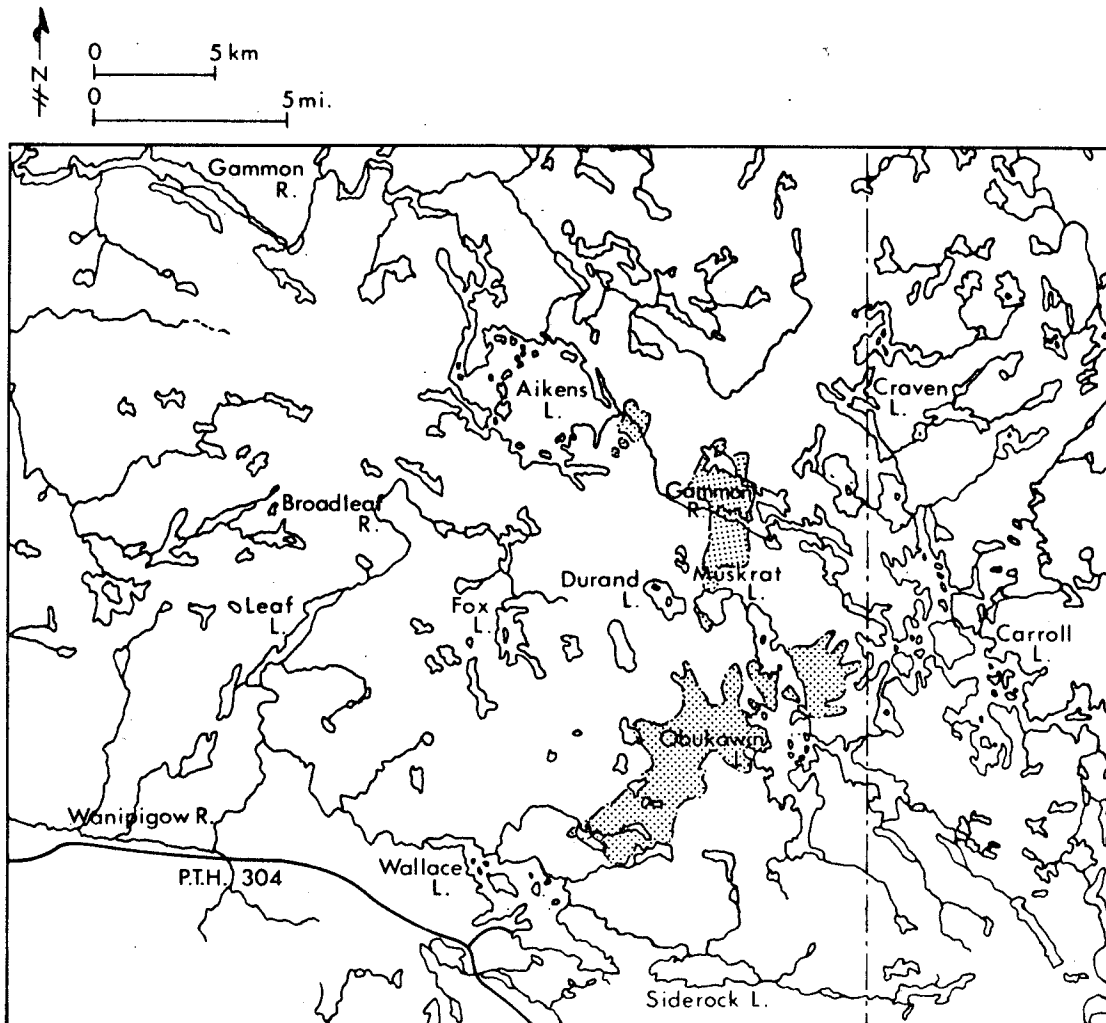 N
0 5 km
0 5 mi.
Gammon
R.
Aikens
L.
Craven
L.
Broadleaf
R.
Gammon
R.
Durand
L.
Muskrat
L.
Leaf
L.
Fox
L.
Carroll
L.
Obukowin
L.
Wanipigow R.
P.T.H. 304
Wallace
L.
Siderock L.